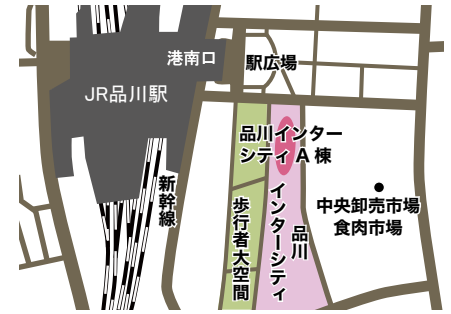 港南口
駅広場
JR品川駅
品川インター
シティA棟
新幹線
歩行者大空間
インターシティ
品川
中央卸売市場
食肉市場